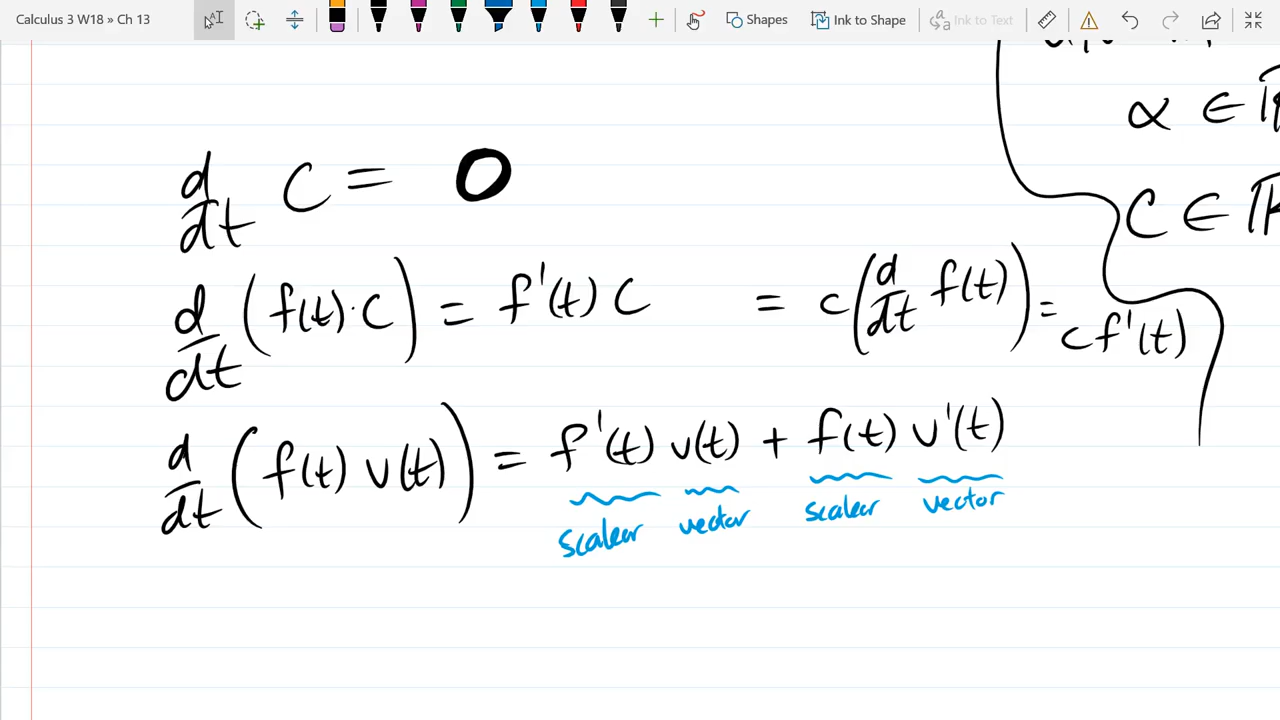 Calculus 3 W18 » Ch 13
Shapes
Ink to Shape
Ink to Text
α ∈
C ∈
d/dt C = 0
d/dt (f(t)·C) = f'(t) C = c(d/dt f(t)) = c f'(t)
d/dt (f(t) v(t)) = f'(t) v(t) + f(t) v'(t)
scalar vector scalar vector